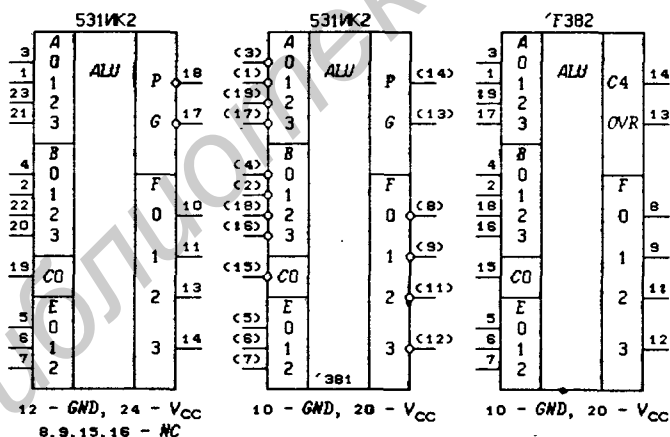 531ИК2
A
3 0
1 1
23 2
21 3
B
4 0
2 1
22 2
20 3
19 C0
E
5 0
6 1
7 2
ALU
P 18
G 17
F
0 10
1 11
2 13
3 14
12 - GND, 24 - VCC
8,9,15,16 - NC
531ИК2
A
(3) 0
(1) 1
(19) 2
(17) 3
B
(4) 0
(2) 1
(18) 2
(16) 3
(15) C0
E
(5) 0
(6) 1
(7) 2
ALU
P (14)
G (13)
F
0 (8)
1 (9)
2 (11)
3 (12)
'381
10 - GND, 20 - VCC
'F382
A
3 0
1 1
19 2
17 3
B
4 0
2 1
18 2
16 3
15 C0
E
5 0
6 1
7 2
ALU
C4 14
OVR 13
F
0 8
1 9
2 11
3 12
10 - GND, 20 - VCC